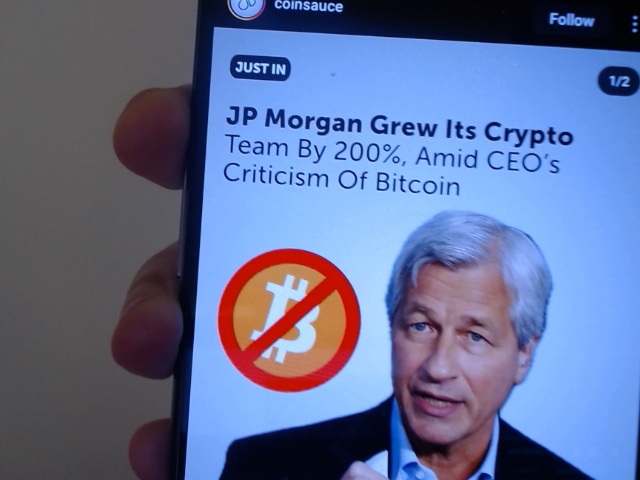 coinsauce
Follow
JUST IN
1/2
JP Morgan Grew Its Crypto
Team By 200%, Amid CEO's
Criticism Of Bitcoin